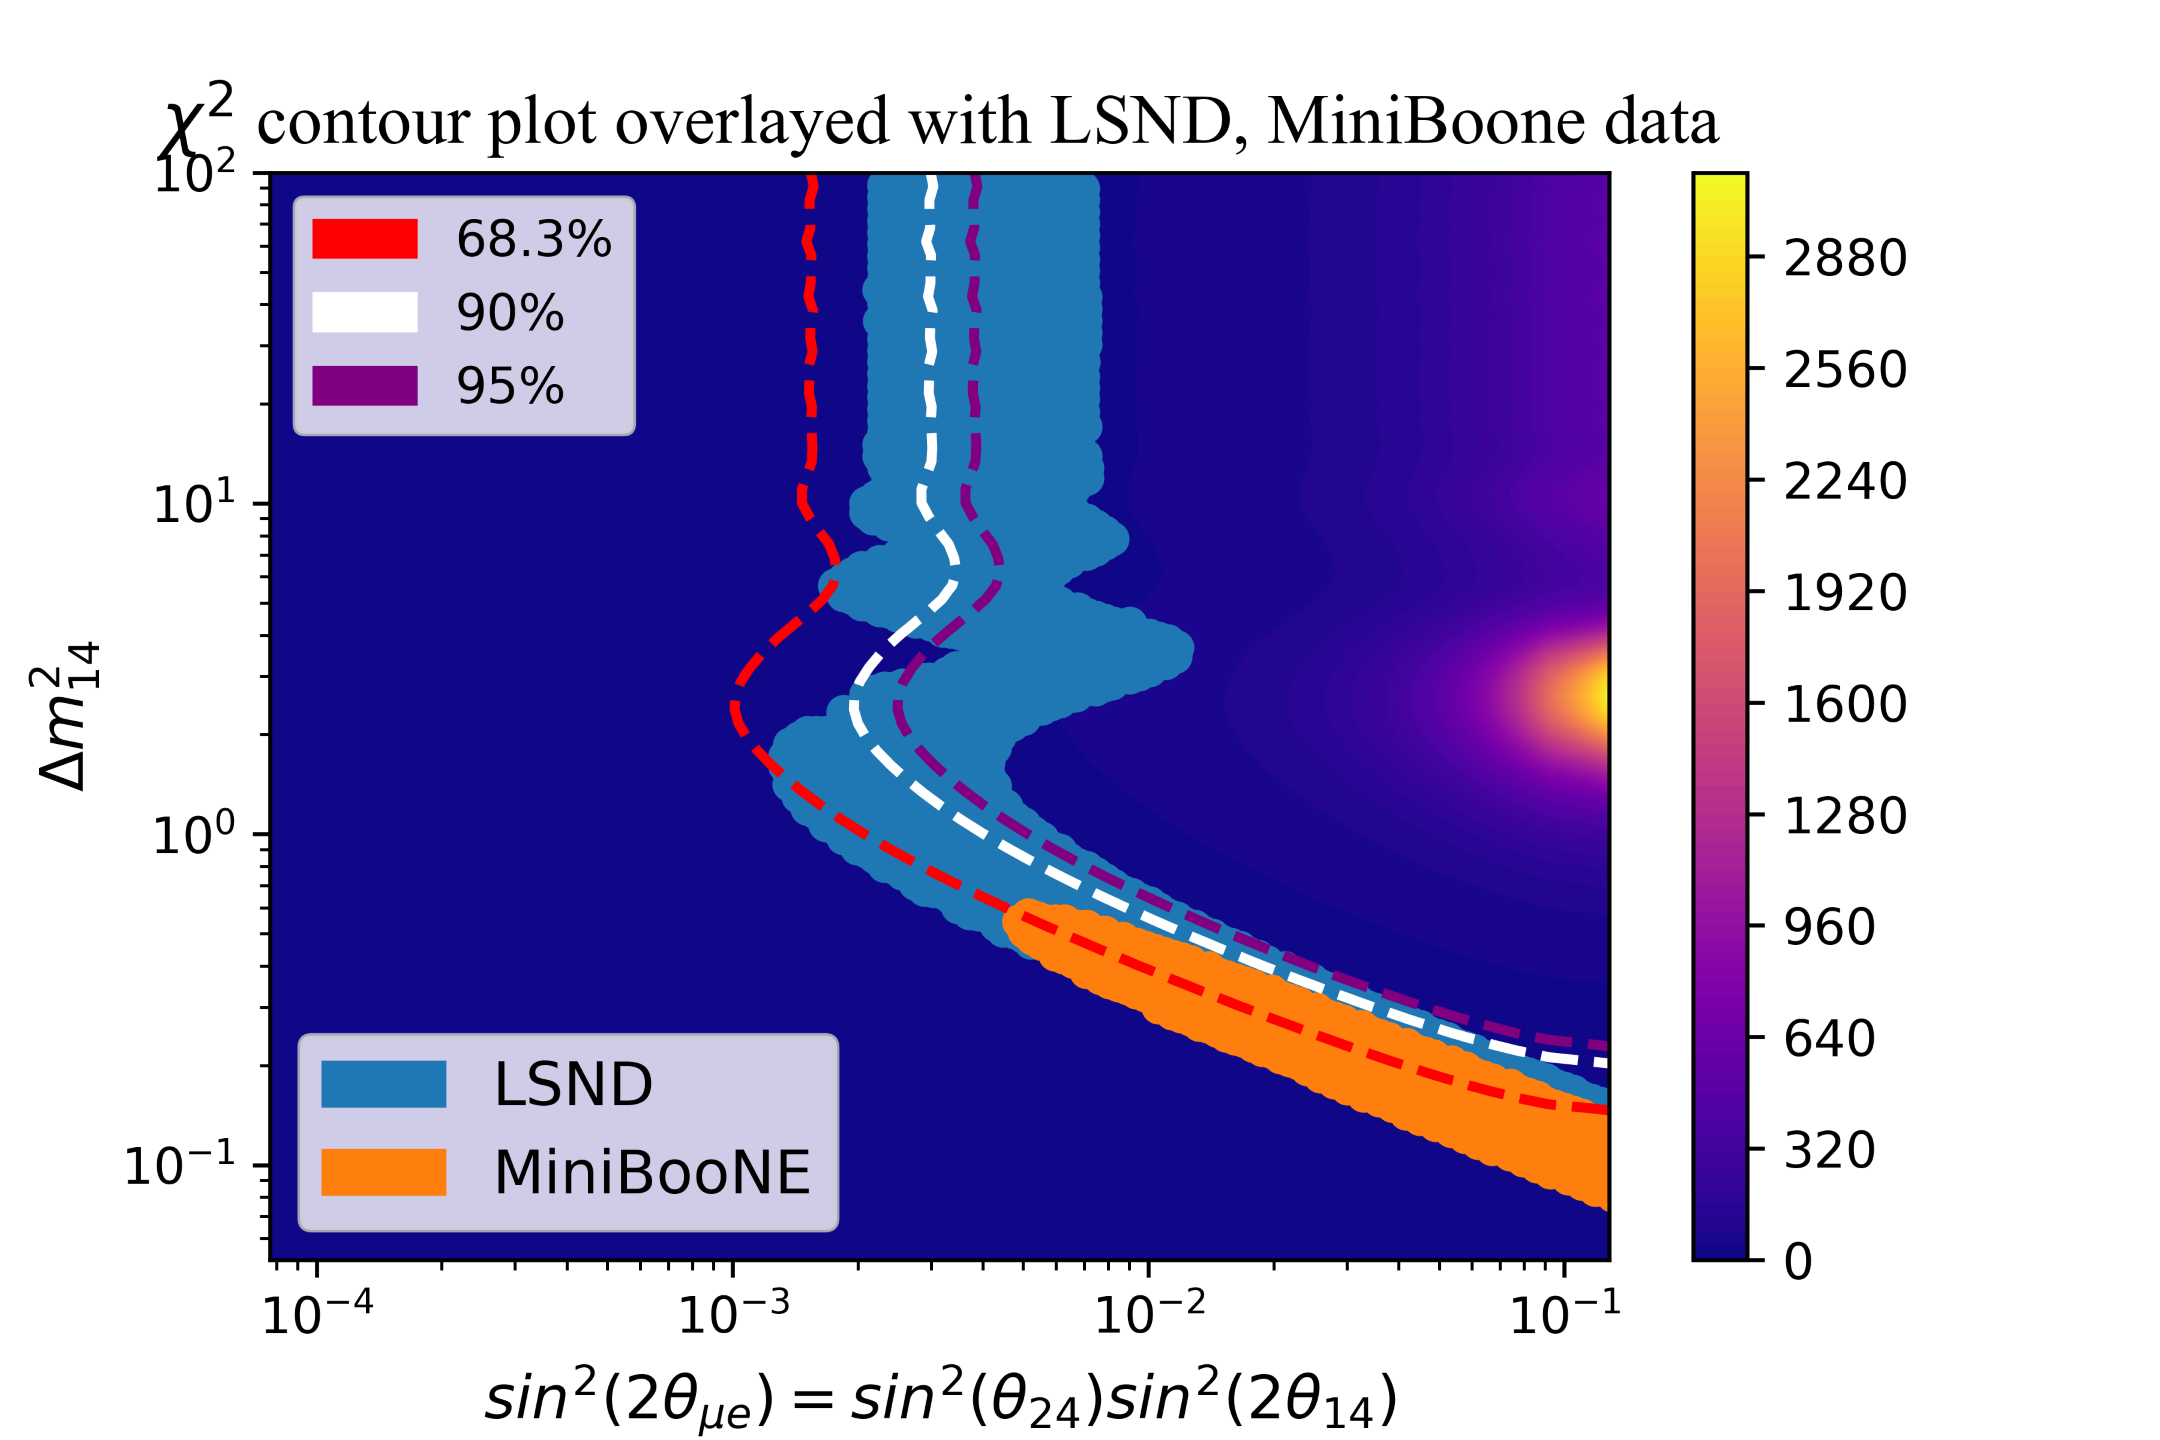 χ² contour plot overlayed with LSND, MiniBoone data
10²
10¹
10⁰
10⁻¹
Δm²₁₄
68.3%
90%
95%
LSND
MiniBooNE
10⁻⁴ 10⁻³ 10⁻² 10⁻¹
sin²(2θ_μe) = sin²(θ₂₄)sin²(2θ₁₄)
2880
2560
2240
1920
1600
1280
960
640
320
0